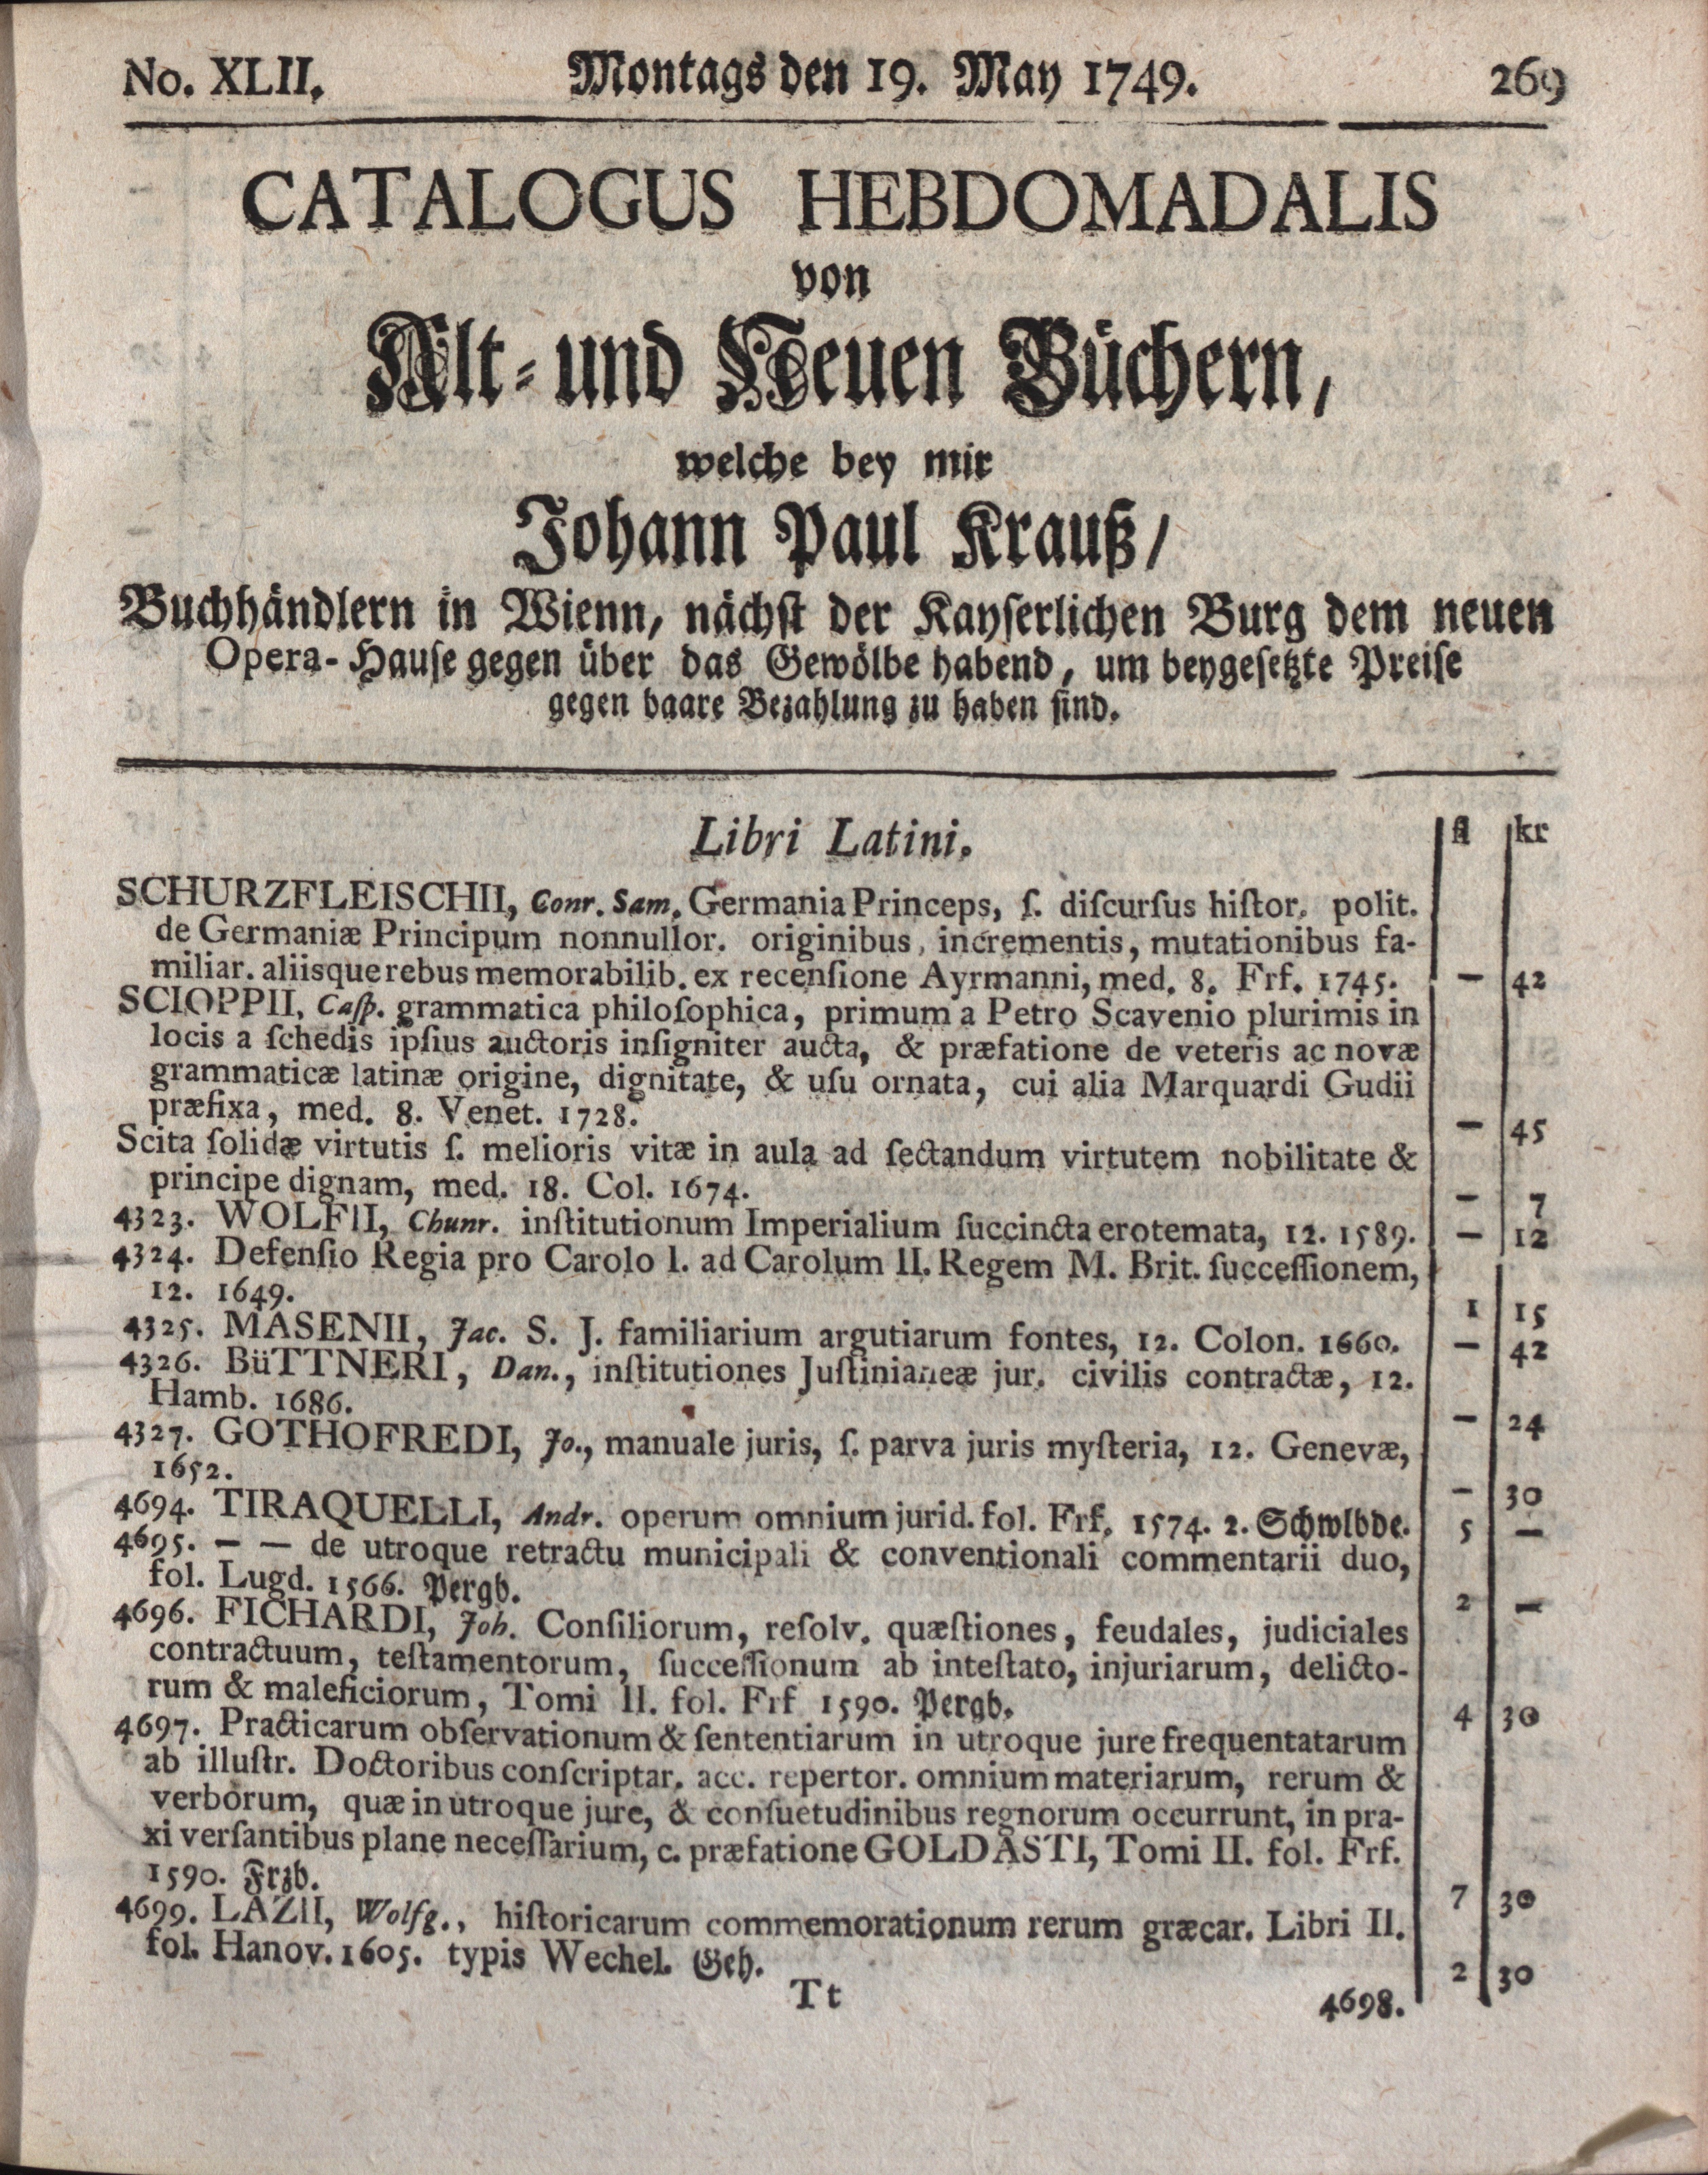 No. XLII. Montags den 19. May 1749. 269
CATALOGUS HEBDOMADALIS
von
Alt- und Neuen Büchern,
welche bey mir
Johann Paul Krauß/
Buchhändlern in Wienn, nächst der Kayserlichen Burg dem neuen
Opera-Hause gegen über das Gewölbe habend, um beygesetzte Preise
gegen baare Bezahlung zu haben sind.
Libri Latini. fl kr
SCHURZFLEISCHII, Conr. Sam. Germania Princeps, ſ. diſcurſus hiſtor. polit.
de Germaniæ Principum nonnullor. originibus, incrementis, mutationibus fa-
miliar. aliisque rebus memorabilib. ex recenſione Ayrmanni, med. 8. Frf. 1745. — 42
SCIOPPII, Caſp. grammatica philoſophica, primum a Petro Scavenio plurimis in
locis a ſchedis ipſius auctoris inſigniter aucta, & præfatione de veteris ac novæ
grammaticæ latinæ origine, dignitate, & uſu ornata, cui alia Marquardi Gudii
præfixa, med. 8. Venet. 1728. — 45
Scita ſolidæ virtutis ſ. melioris vitæ in aula ad ſectandum virtutem nobilitate &
principe dignam, med. 18. Col. 1674. — 7
4323. WOLFII, Chunr. inſtitutionum Imperialium ſuccincta erotemata, 12. 1589. — 12
4324. Defenſio Regia pro Carolo I. ad Carolum II. Regem M. Brit. ſucceſſionem,
12. 1649. 1 15
4325. MASENII, Jac. S. J. familiarium argutiarum fontes, 12. Colon. 1660. — 42
4326. BüTTNERI, Dan., inſtitutiones Juſtinianeæ jur. civilis contractæ, 12.
Hamb. 1686. — 24
4327. GOTHOFREDI, Jo., manuale juris, ſ. parva juris myſteria, 12. Genevæ,
1652. — 30
4694. TIRAQUELLI, Andr. operum omnium jurid. fol. Frf. 1574. 2. Schwlbde. 5 —
4695. — — de utroque retractu municipali & conventionali commentarii duo,
fol. Lugd. 1566. Pergb. 2 —
4696. FICHARDI, Joh. Conſiliorum, reſolv. quæſtiones, feudales, judiciales
contractuum, teſtamentorum, ſucceſſionum ab inteſtato, injuriarum, delicto-
rum & maleficiorum, Tomi II. fol. Frf 1590. Pergb. 4 30
4697. Practicarum obſervationum & ſententiarum in utroque jure frequentatarum
ab illuſtr. Doctoribus conſcriptar. acc. repertor. omnium materiarum, rerum &
verborum, quæ in utroque jure, & conſuetudinibus regnorum occurrunt, in pra-
xi verſantibus plane neceſſarium, c. præfatione GOLDASTI, Tomi II. fol. Frf.
1590. Frzb. 7 30
4699. LAZII, Wolfg., hiſtoricarum commemorationum rerum græcar. Libri II.
fol. Hanov. 1605. typis Wechel. Geh. 2 30
Tt 4698.